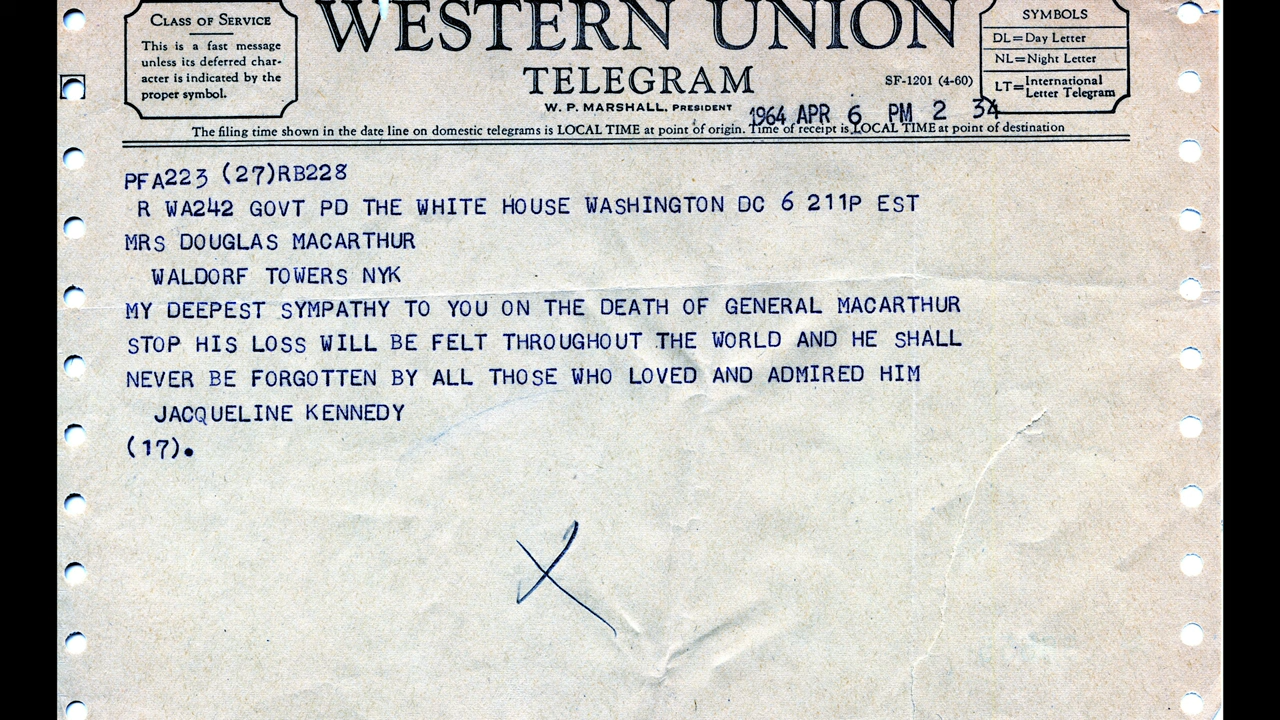 CLASS OF SERVICE
This is a fast message
unless its deferred char-
acter is indicated by the
proper symbol.
WESTERN UNION
TELEGRAM
W. P. MARSHALL, PRESIDENT
SF-1201 (4-60)
SYMBOLS
DL=Day Letter
NL=Night Letter
LT=International Letter Telegram
1964 APR 6 PM 2 34
The filing time shown in the date line on domestic telegrams is LOCAL TIME at point of origin. Time of receipt is LOCAL TIME at point of destination
PFA223 (27)RB228
R WA242 GOVT PD THE WHITE HOUSE WASHINGTON DC 6 211P EST
MRS DOUGLAS MACARTHUR
WALDORF TOWERS NYK
MY DEEPEST SYMPATHY TO YOU ON THE DEATH OF GENERAL MACARTHUR
STOP HIS LOSS WILL BE FELT THROUGHOUT THE WORLD AND HE SHALL
NEVER BE FORGOTTEN BY ALL THOSE WHO LOVED AND ADMIRED HIM
JACQUELINE KENNEDY
(17).